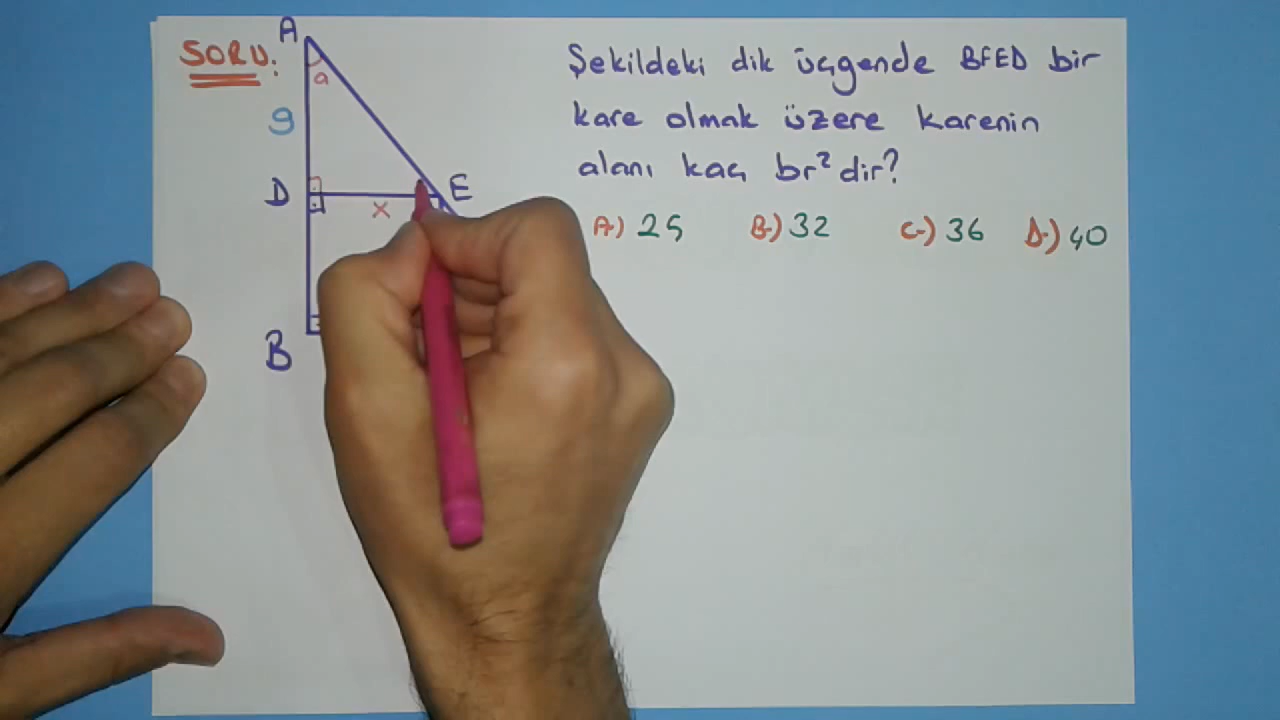 SORU:
Şekildeki dik üçgende BFED bir
kare olmak üzere karenin
alanı kaç br² dir?
A-) 25 B-) 32 C-) 36 D-) 40
A
a
9
D
E
x
B